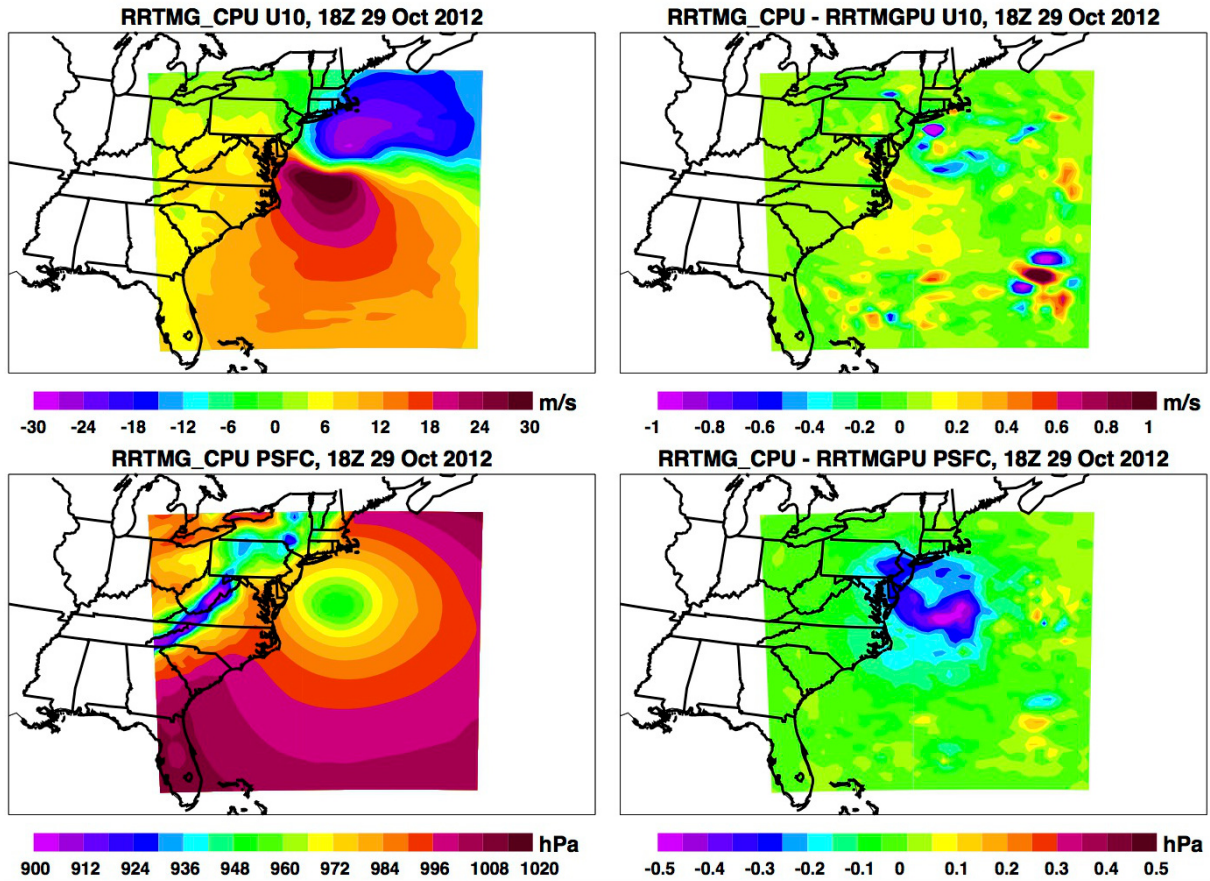 RRTMG_CPU U10, 18Z 29 Oct 2012
RRTMG_CPU - RRTMGPU U10, 18Z 29 Oct 2012
m/s
-30 -24 -18 -12 -6 0 6 12 18 24 30
m/s
-1 -0.8 -0.6 -0.4 -0.2 0 0.2 0.4 0.6 0.8 1
RRTMG_CPU PSFC, 18Z 29 Oct 2012
RRTMG_CPU - RRTMGPU PSFC, 18Z 29 Oct 2012
hPa
900 912 924 936 948 960 972 984 996 1008 1020
hPa
-0.5 -0.4 -0.3 -0.2 -0.1 0 0.1 0.2 0.3 0.4 0.5